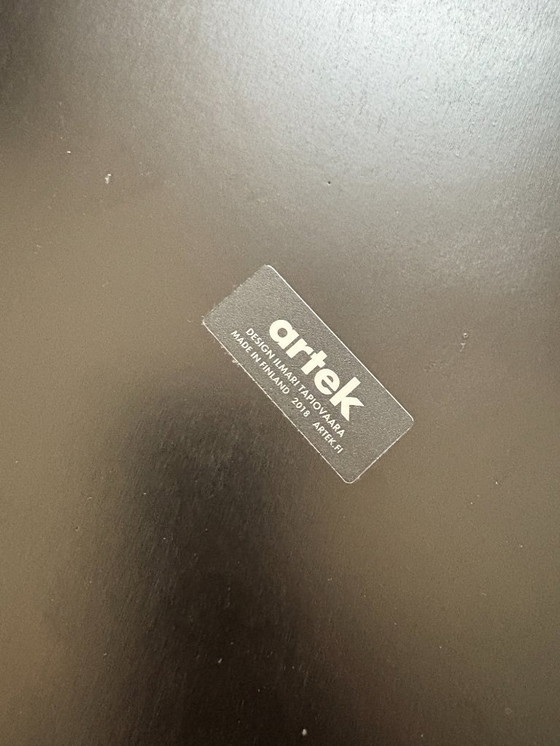 artek
DESIGN ILMARI TAPIOVAARA
MADE IN FINLAND 2018 ARTEK.FI